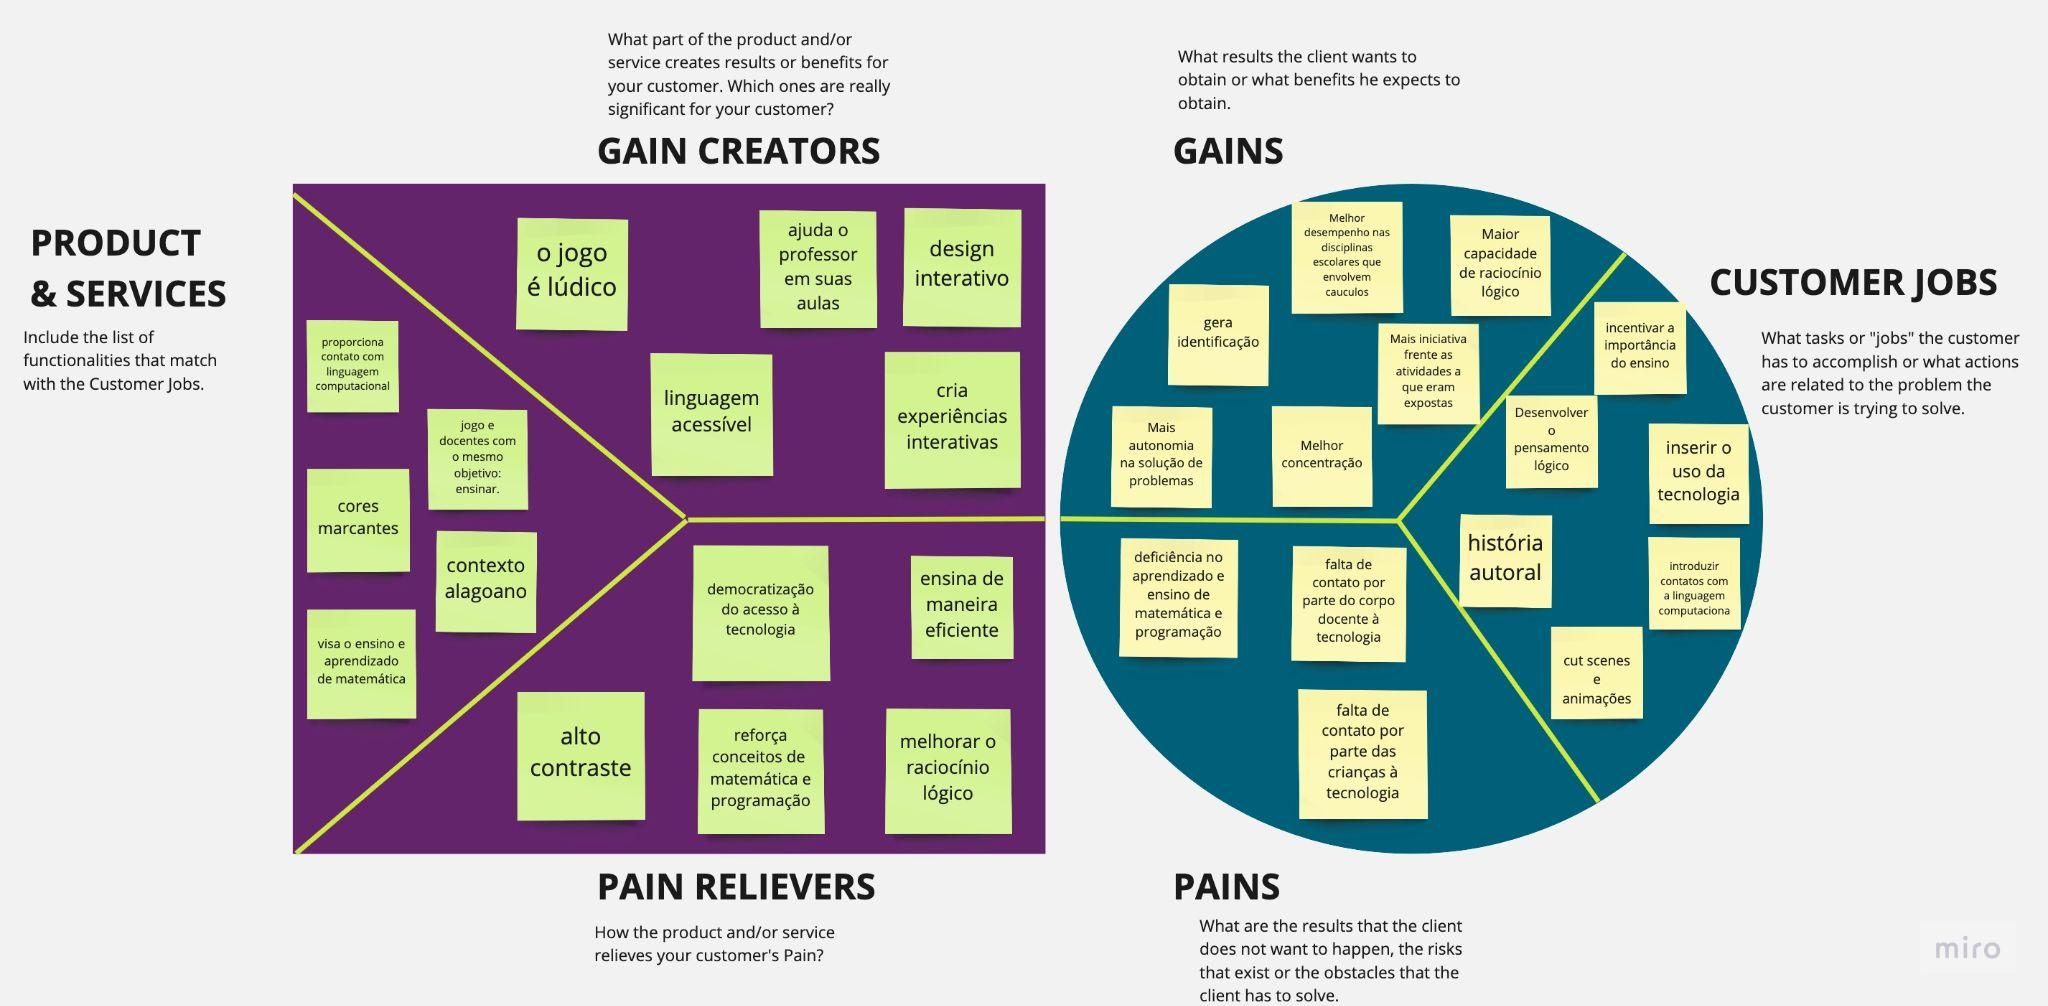 What part of the product and/or
service creates results or benefits for
your customer. Which ones are really
significant for your customer?
GAIN CREATORS
What results the client wants to
obtain or what benefits he expects to
obtain.
GAINS
PRODUCT
& SERVICES
Include the list of
functionalities that match
with the Customer Jobs.
CUSTOMER JOBS
What tasks or "jobs" the customer
has to accomplish or what actions
are related to the problem the
customer is trying to solve.
proporciona
contato com
linguagem
computacional
jogo e
docentes com
o mesmo
objetivo:
ensinar.
cores
marcantes
contexto
alagoano
visa o ensino e
aprendizado
de matemática
o jogo
é lúdico
ajuda o
professor
em suas
aulas
design
interativo
linguagem
acessível
cria
experiências
interativas
democratização
do acesso à
tecnologia
ensina de
maneira
eficiente
alto
contraste
reforça
conceitos de
matemática e
programação
melhorar o
raciocínio
lógico
Melhor
desempenho nas
disciplinas
escolares que
envolvem
cauculos
Maior
capacidade
de raciocínio
lógico
gera
identificação
Mais iniciativa
frente as
atividades a
que eram
expostas
Mais
autonomia
na solução de
problemas
Melhor
concentração
incentivar a
importância
do ensino
Desenvolver
o
pensamento
lógico
inserir o
uso da
tecnologia
história
autoral
introduzir
contatos com
a linguagem
computaciona
cut scenes
e
animações
deficiência no
aprendizado e
ensino de
matemática e
programação
falta de
contato por
parte do corpo
docente à
tecnologia
falta de
contato por
parte das
crianças à
tecnologia
PAIN RELIEVERS
How the product and/or service
relieves your customer's Pain?
PAINS
What are the results that the client
does not want to happen, the risks
that exist or the obstacles that the
client has to solve.
miro